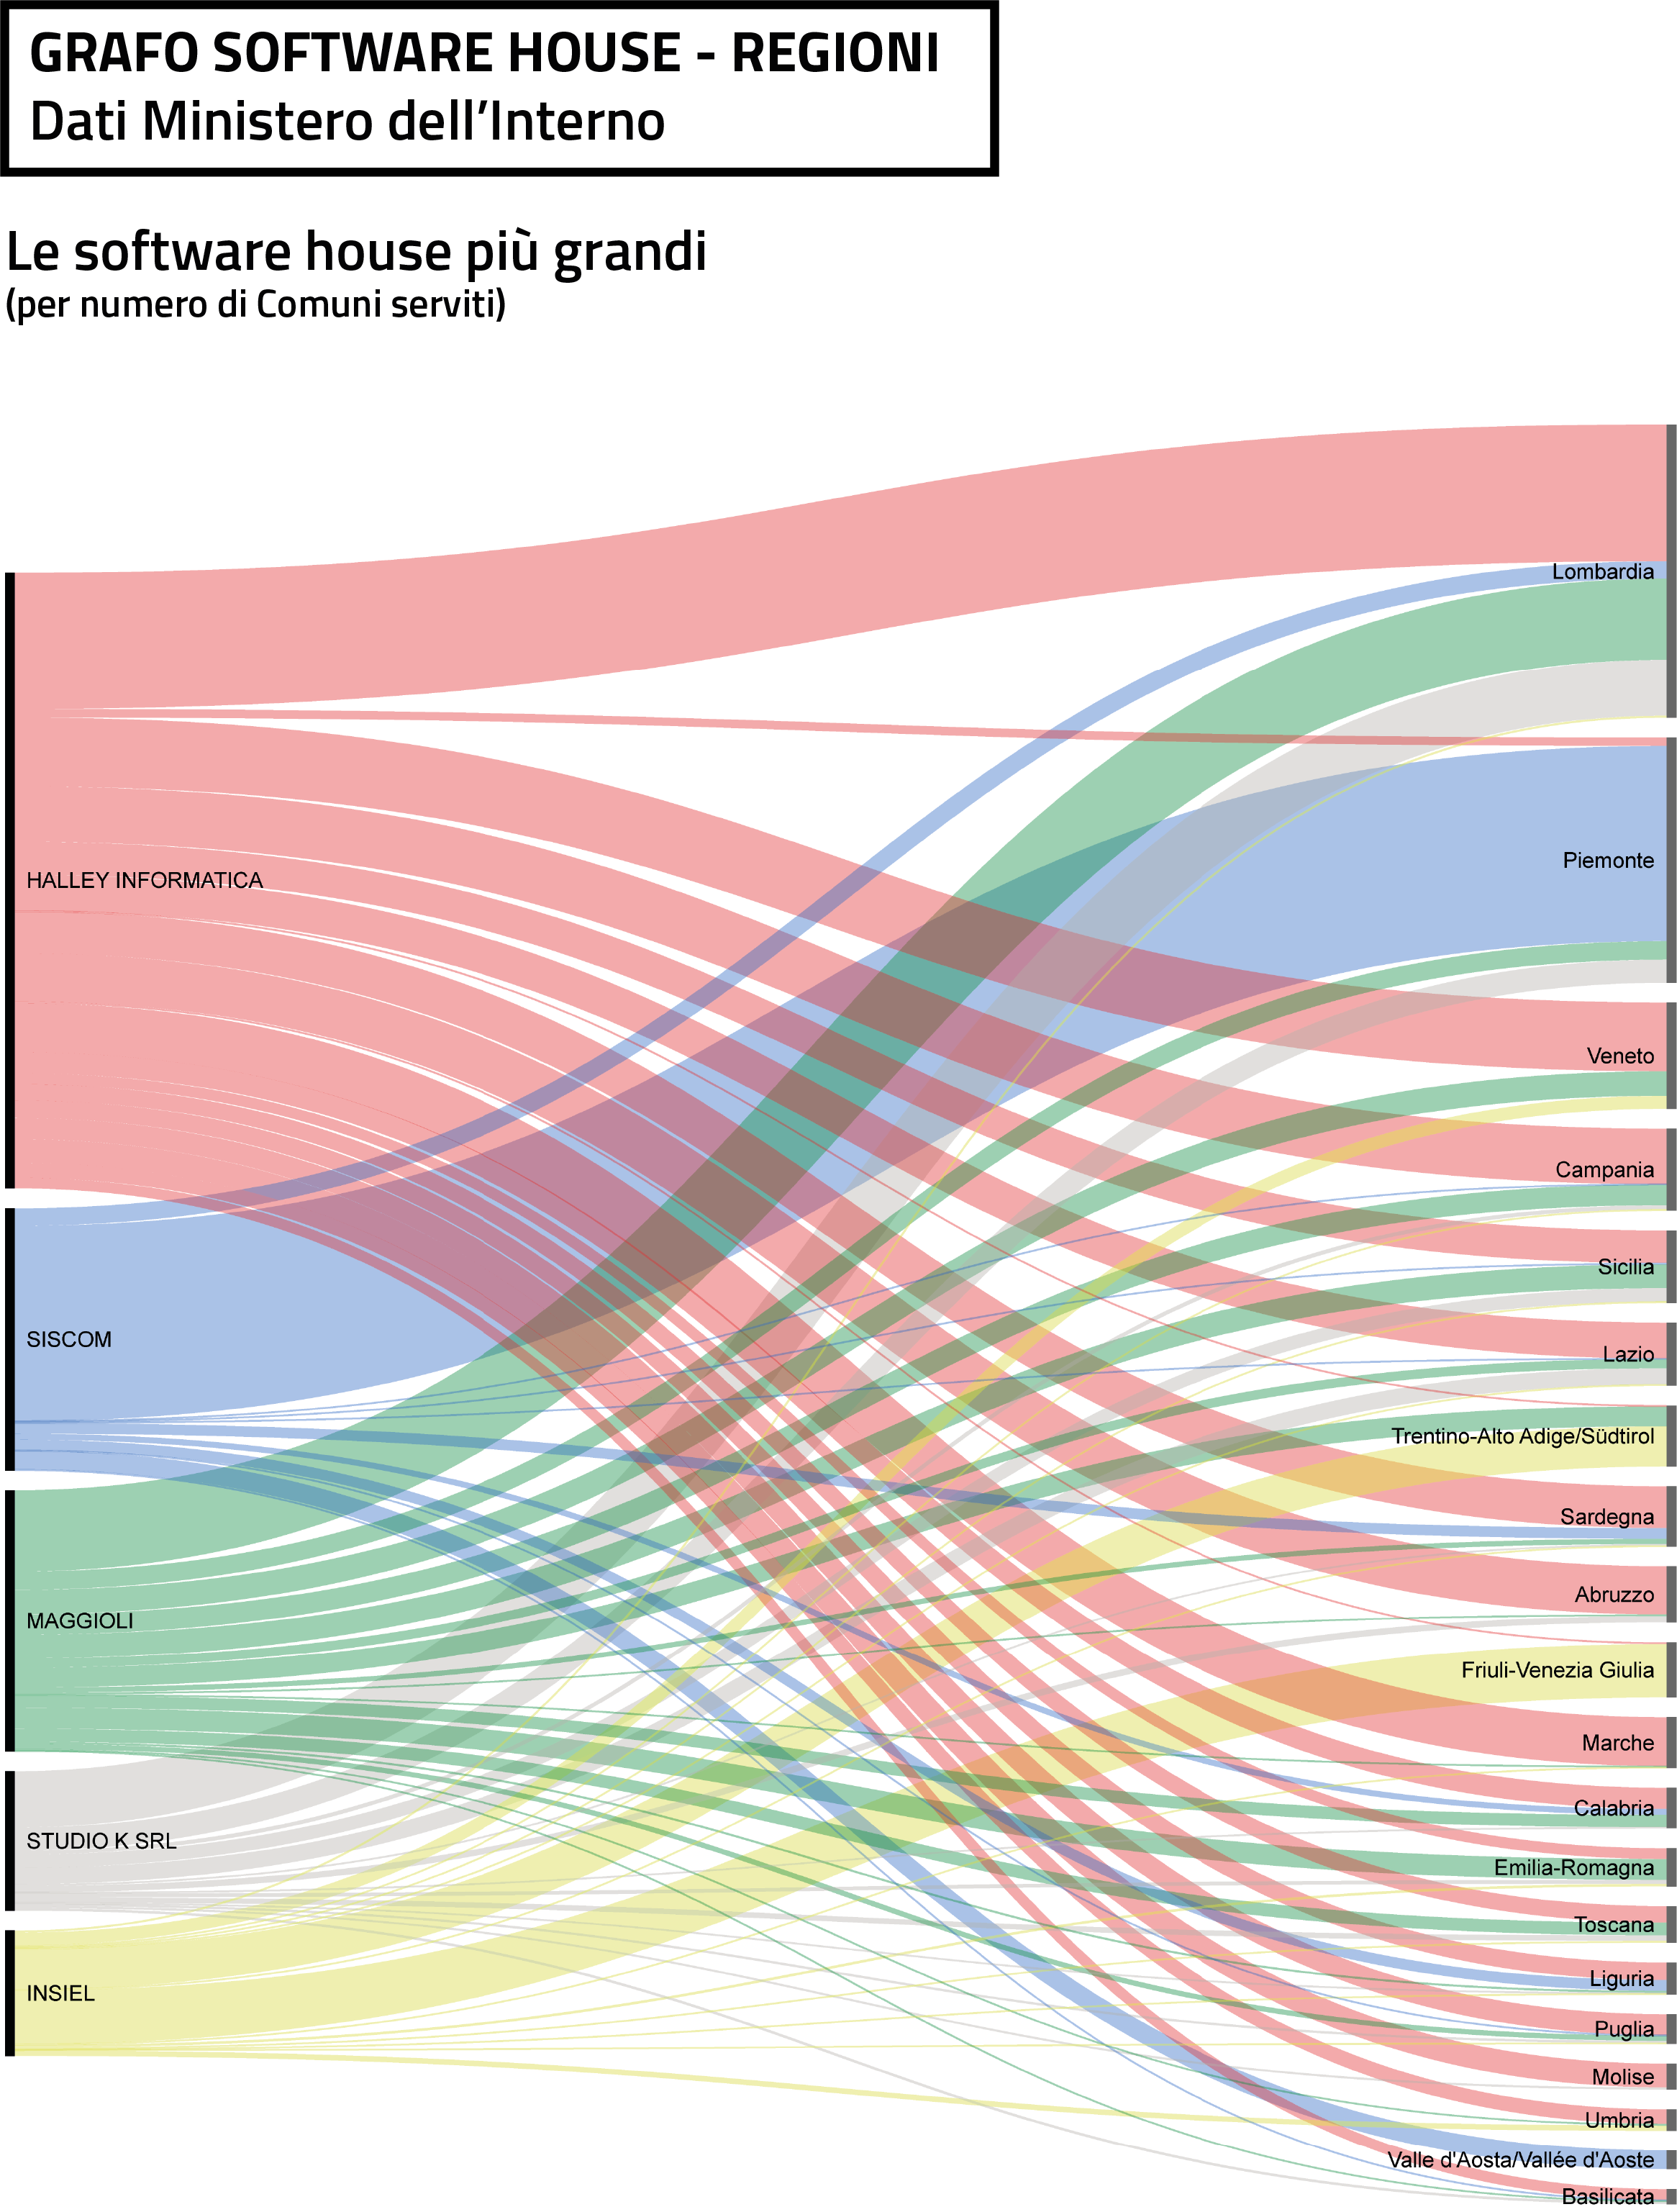 GRAFO SOFTWARE HOUSE - REGIONI
Dati Ministero dell’Interno
Le software house più grandi
(per numero di Comuni serviti)
HALLEY INFORMATICA
SISCOM
MAGGIOLI
STUDIO K SRL
INSIEL
Lombardia
Piemonte
Veneto
Campania
Sicilia
Lazio
Trentino-Alto Adige/Südtirol
Sardegna
Abruzzo
Friuli-Venezia Giulia
Marche
Calabria
Emilia-Romagna
Toscana
Liguria
Puglia
Molise
Umbria
Valle d'Aosta/Vallée d'Aoste
Basilicata